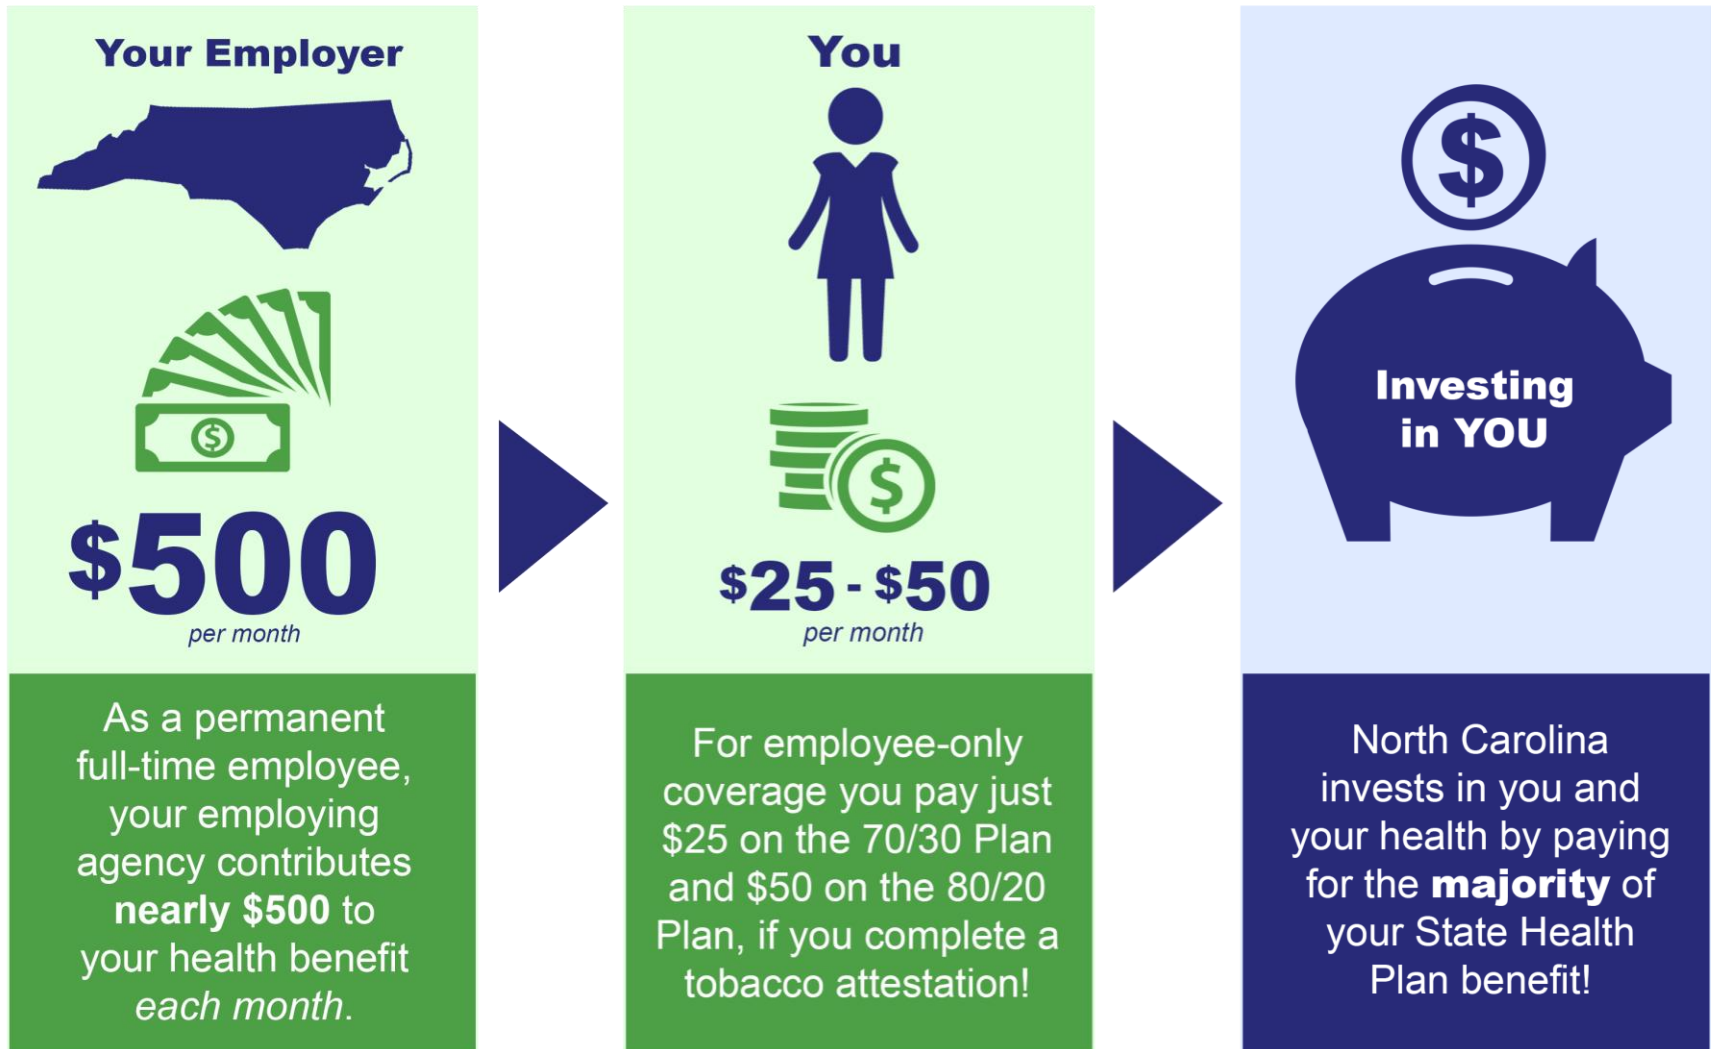 Your Employer
$
$500
per month
As a permanent
full-time employee,
your employing
agency contributes
nearly $500 to
your health benefit
each month.
You
$
$25 - $50
per month
For employee-only
coverage you pay just
$25 on the 70/30 Plan
and $50 on the 80/20
Plan, if you complete a
tobacco attestation!
$
Investing
in YOU
North Carolina
invests in you and
your health by paying
for the majority of
your State Health
Plan benefit!